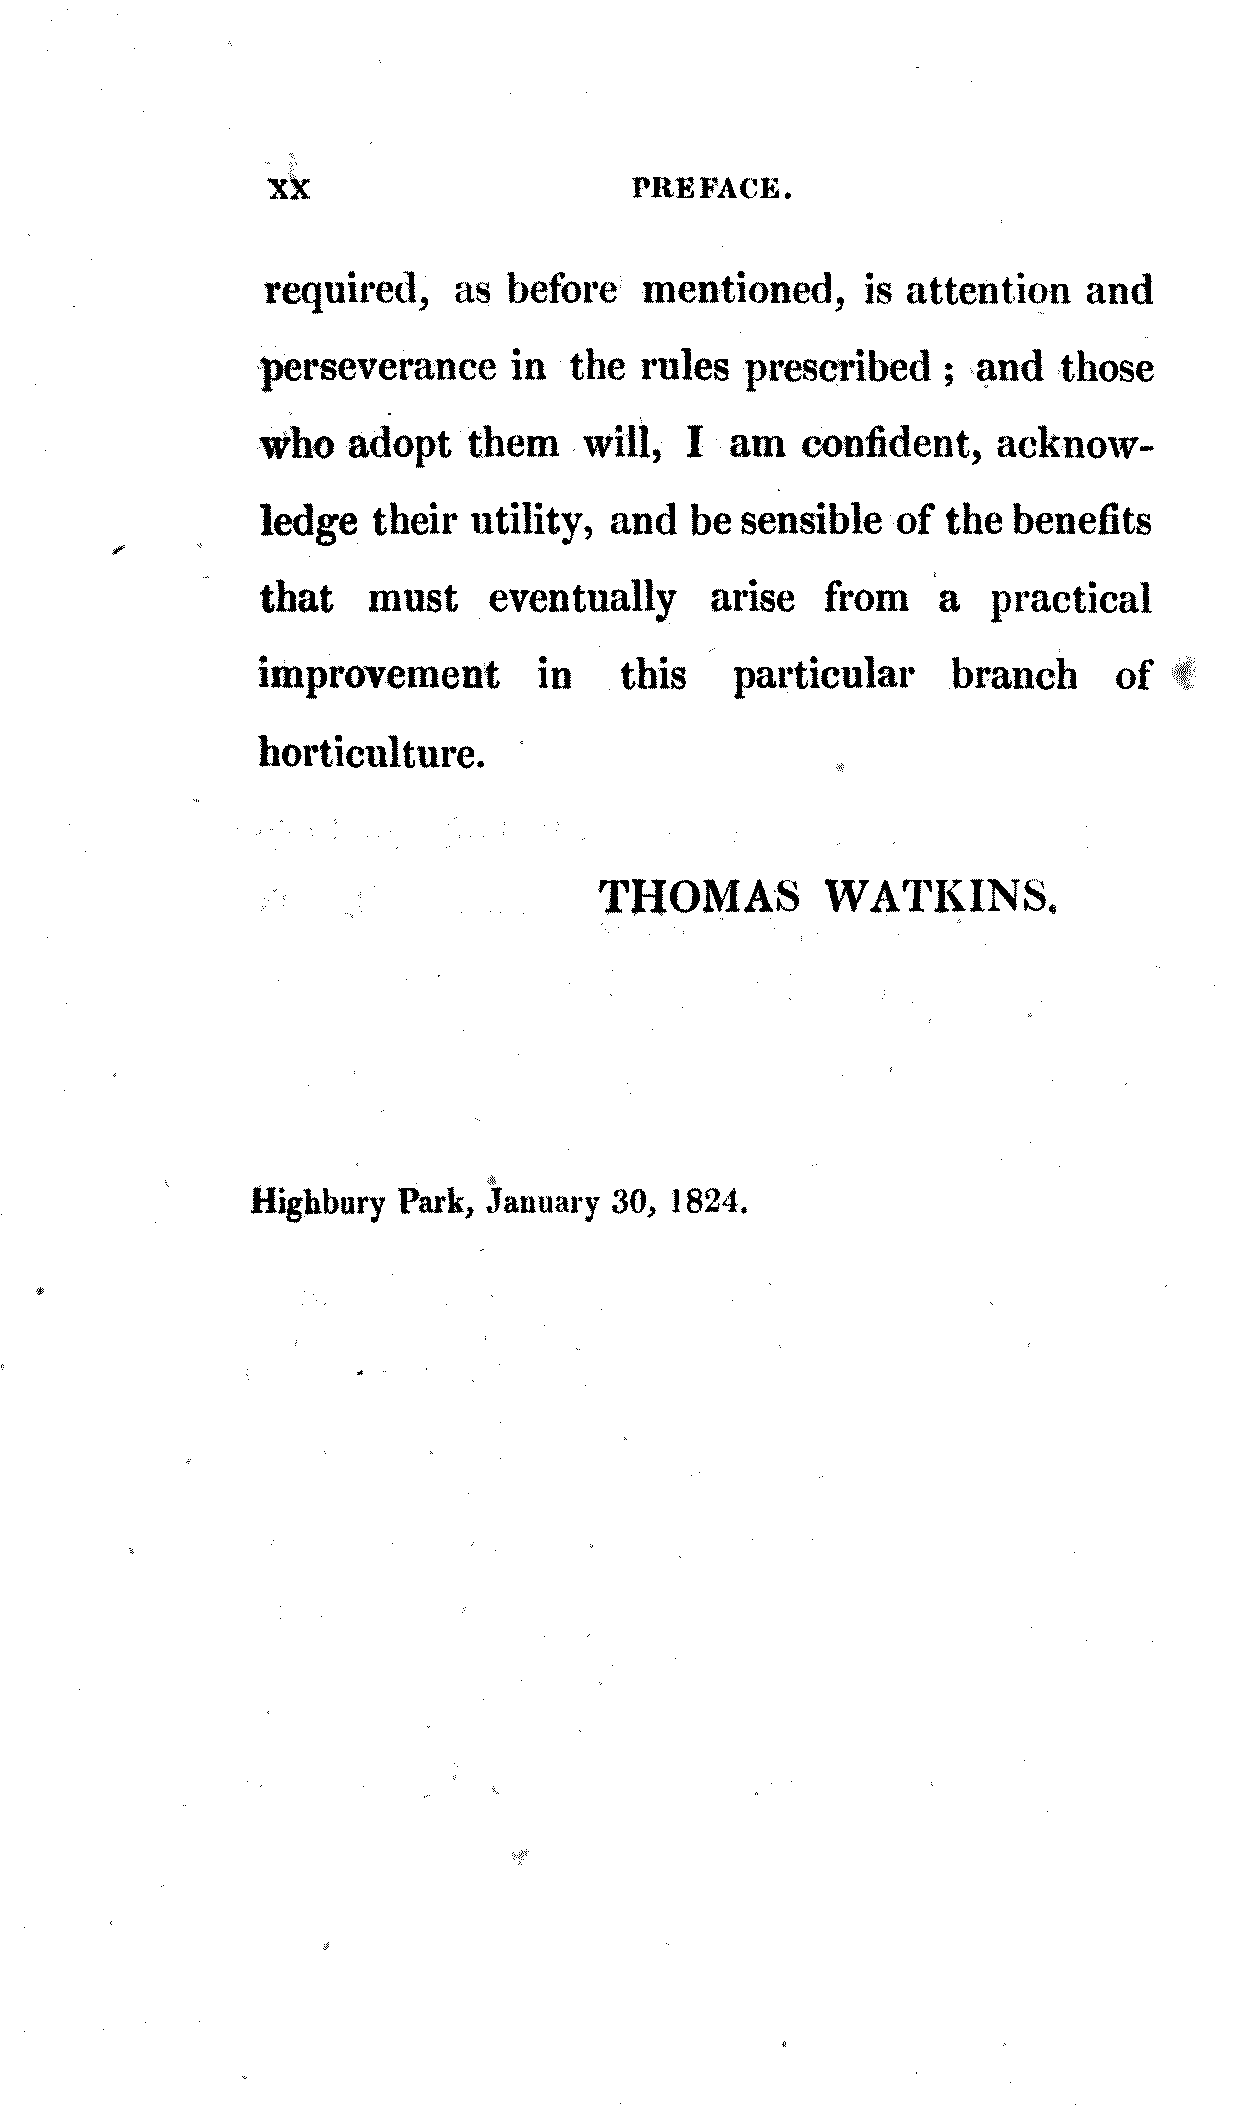 xx PREFACE.
required, as before mentioned, is attention and
perseverance in the rules prescribed ; and those
who adopt them will, I am confident, acknow-
ledge their utility, and be sensible of the benefits
that must eventually arise from a practical
improvement in this particular branch of
horticulture.
THOMAS WATKINS.
Highbury Park, January 30, 1824.